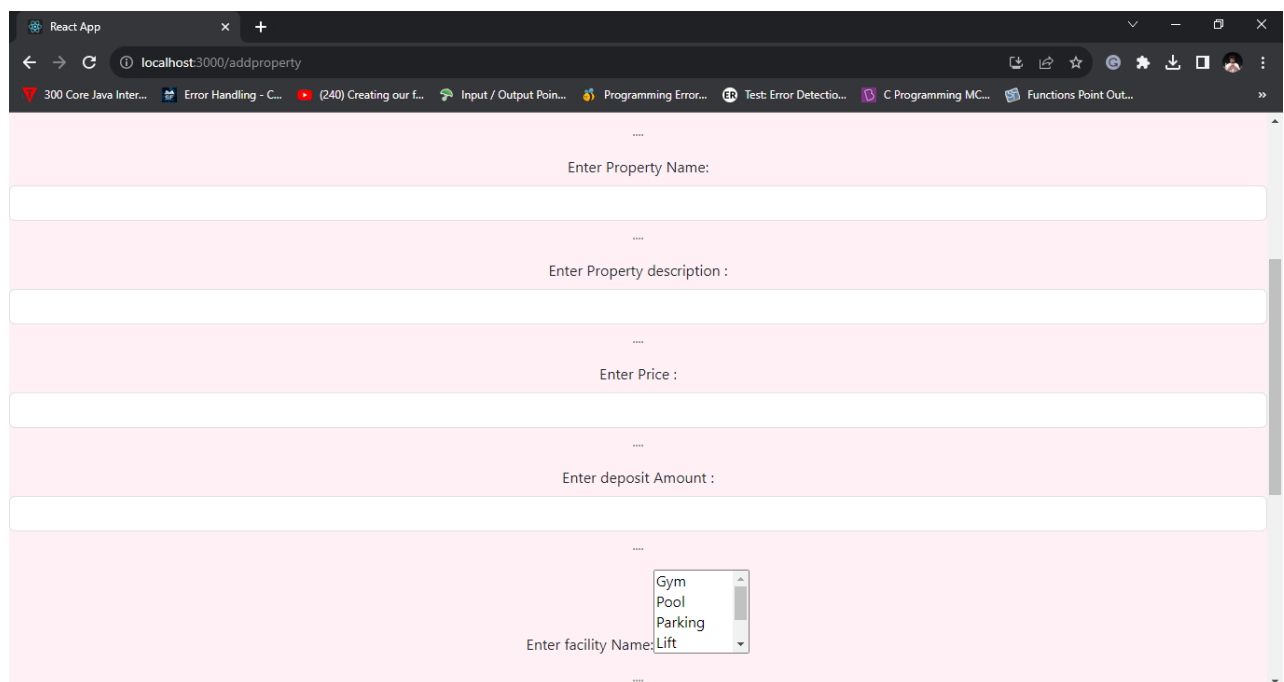 React App
localhost:3000/addproperty
300 Core Java Inter... Error Handling - C... (240) Creating our f... Input / Output Poin... Programming Error... ER Test: Error Detectio... C Programming MC... Functions Point Out... »
....
Enter Property Name:
....
Enter Property description :
....
Enter Price :
....
Enter deposit Amount :
....
Gym
Pool
Parking
Enter facility Name: Lift
....